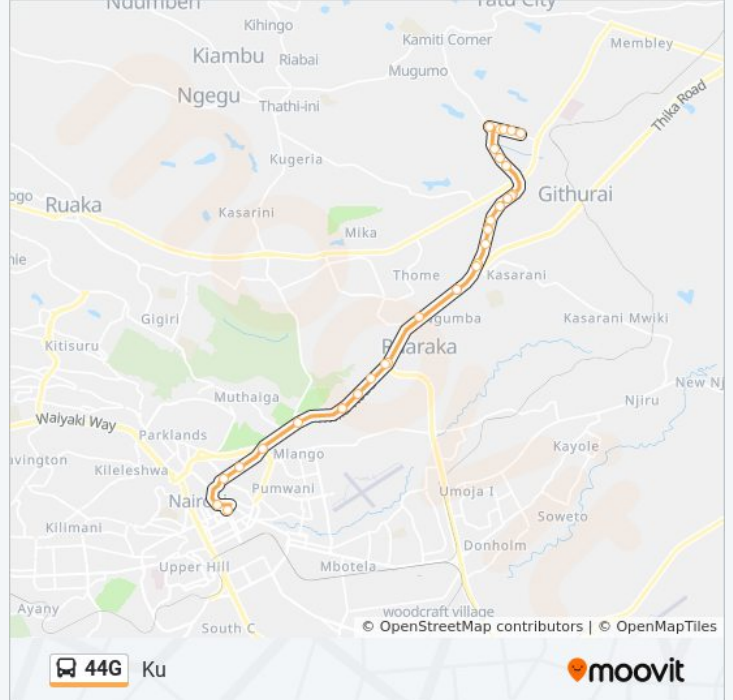 Ndumberi
Tatu City
Kihingo
Kamiti Corner
Membley
Kiambu
Riabai
Mugumo
Ngegu
Thathi-ini
Thika Road
Kugeria
Githurai
ogo
Ruaka
Kasarini
Mika
nie
Thome
Kasarani
Gigiri
gumba
Kasarani Mwiki
Kitisuru
araka
New Nj
Muthaiga
Njiru
Waiyaki Way
Parklands
Mlango
Kayole
avington
Kileleshwa
Pumwani
Umoja I
Nairo
Soweto
Kilimani
Donholm
Upper Hill
Mbotela
Ayany
woodcraft village
South C
© OpenStreetMap contributors | © OpenMapTiles
44G Ku
moovit